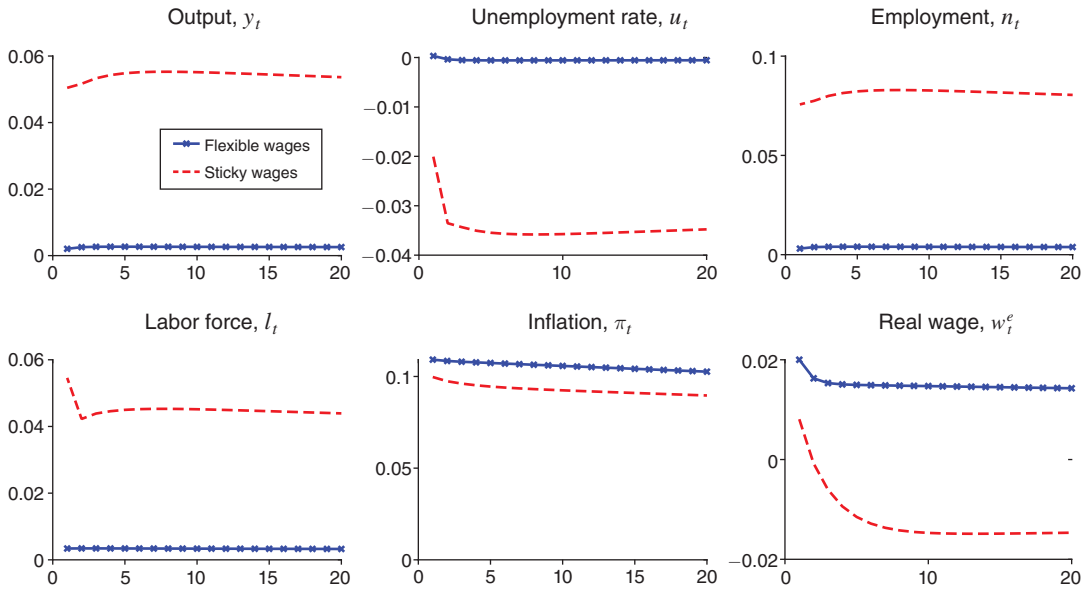 Output, y_t
Unemployment rate, u_t
Employment, n_t
0.06
0.04
0.02
0
0 5 10 15 20
Flexible wages
Sticky wages
0
−0.01
−0.02
−0.03
−0.04
0 10 20
0.1
0.05
0
0 5 10 15 20
Labor force, l_t
Inflation, π_t
Real wage, w_t^e
0.06
0.04
0.02
0
0 5 10 15 20
0.1
0.05
0
0 5 10 15 20
0.02
0
−0.02
0 10 20